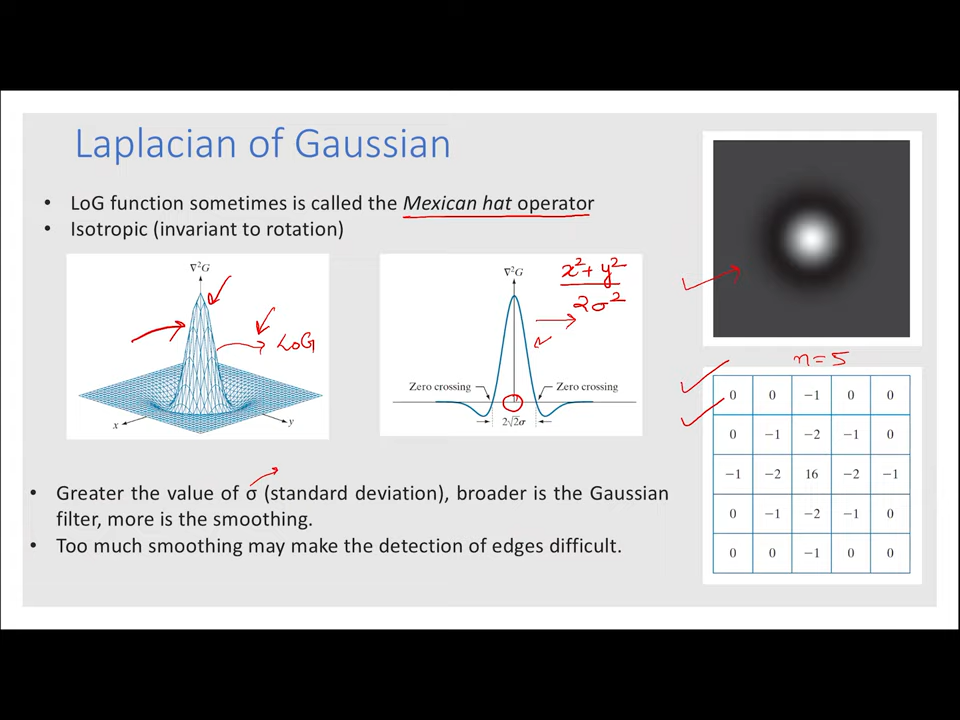 Laplacian of Gaussian
• LoG function sometimes is called the Mexican hat operator
• Isotropic (invariant to rotation)
∇²G
LoG
x
y
∇²G
x² + y²
2σ²
Zero crossing
Zero crossing
2√2σ
n = 5
0 0 −1 0 0
0 −1 −2 −1 0
−1 −2 16 −2 −1
0 −1 −2 −1 0
0 0 −1 0 0
• Greater the value of σ (standard deviation), broader is the Gaussian
filter, more is the smoothing.
• Too much smoothing may make the detection of edges difficult.